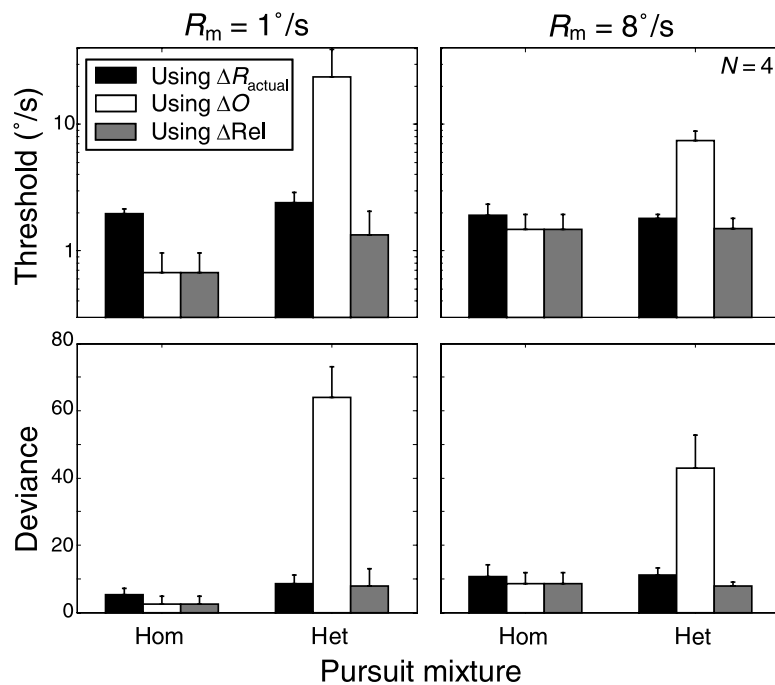 Rm = 1°/s
Rm = 8°/s
Threshold (°/s)
10
1
Using ΔRactual
Using ΔO
Using ΔRel
N = 4
Deviance
80
60
40
20
0
Hom
Het
Hom
Het
Pursuit mixture